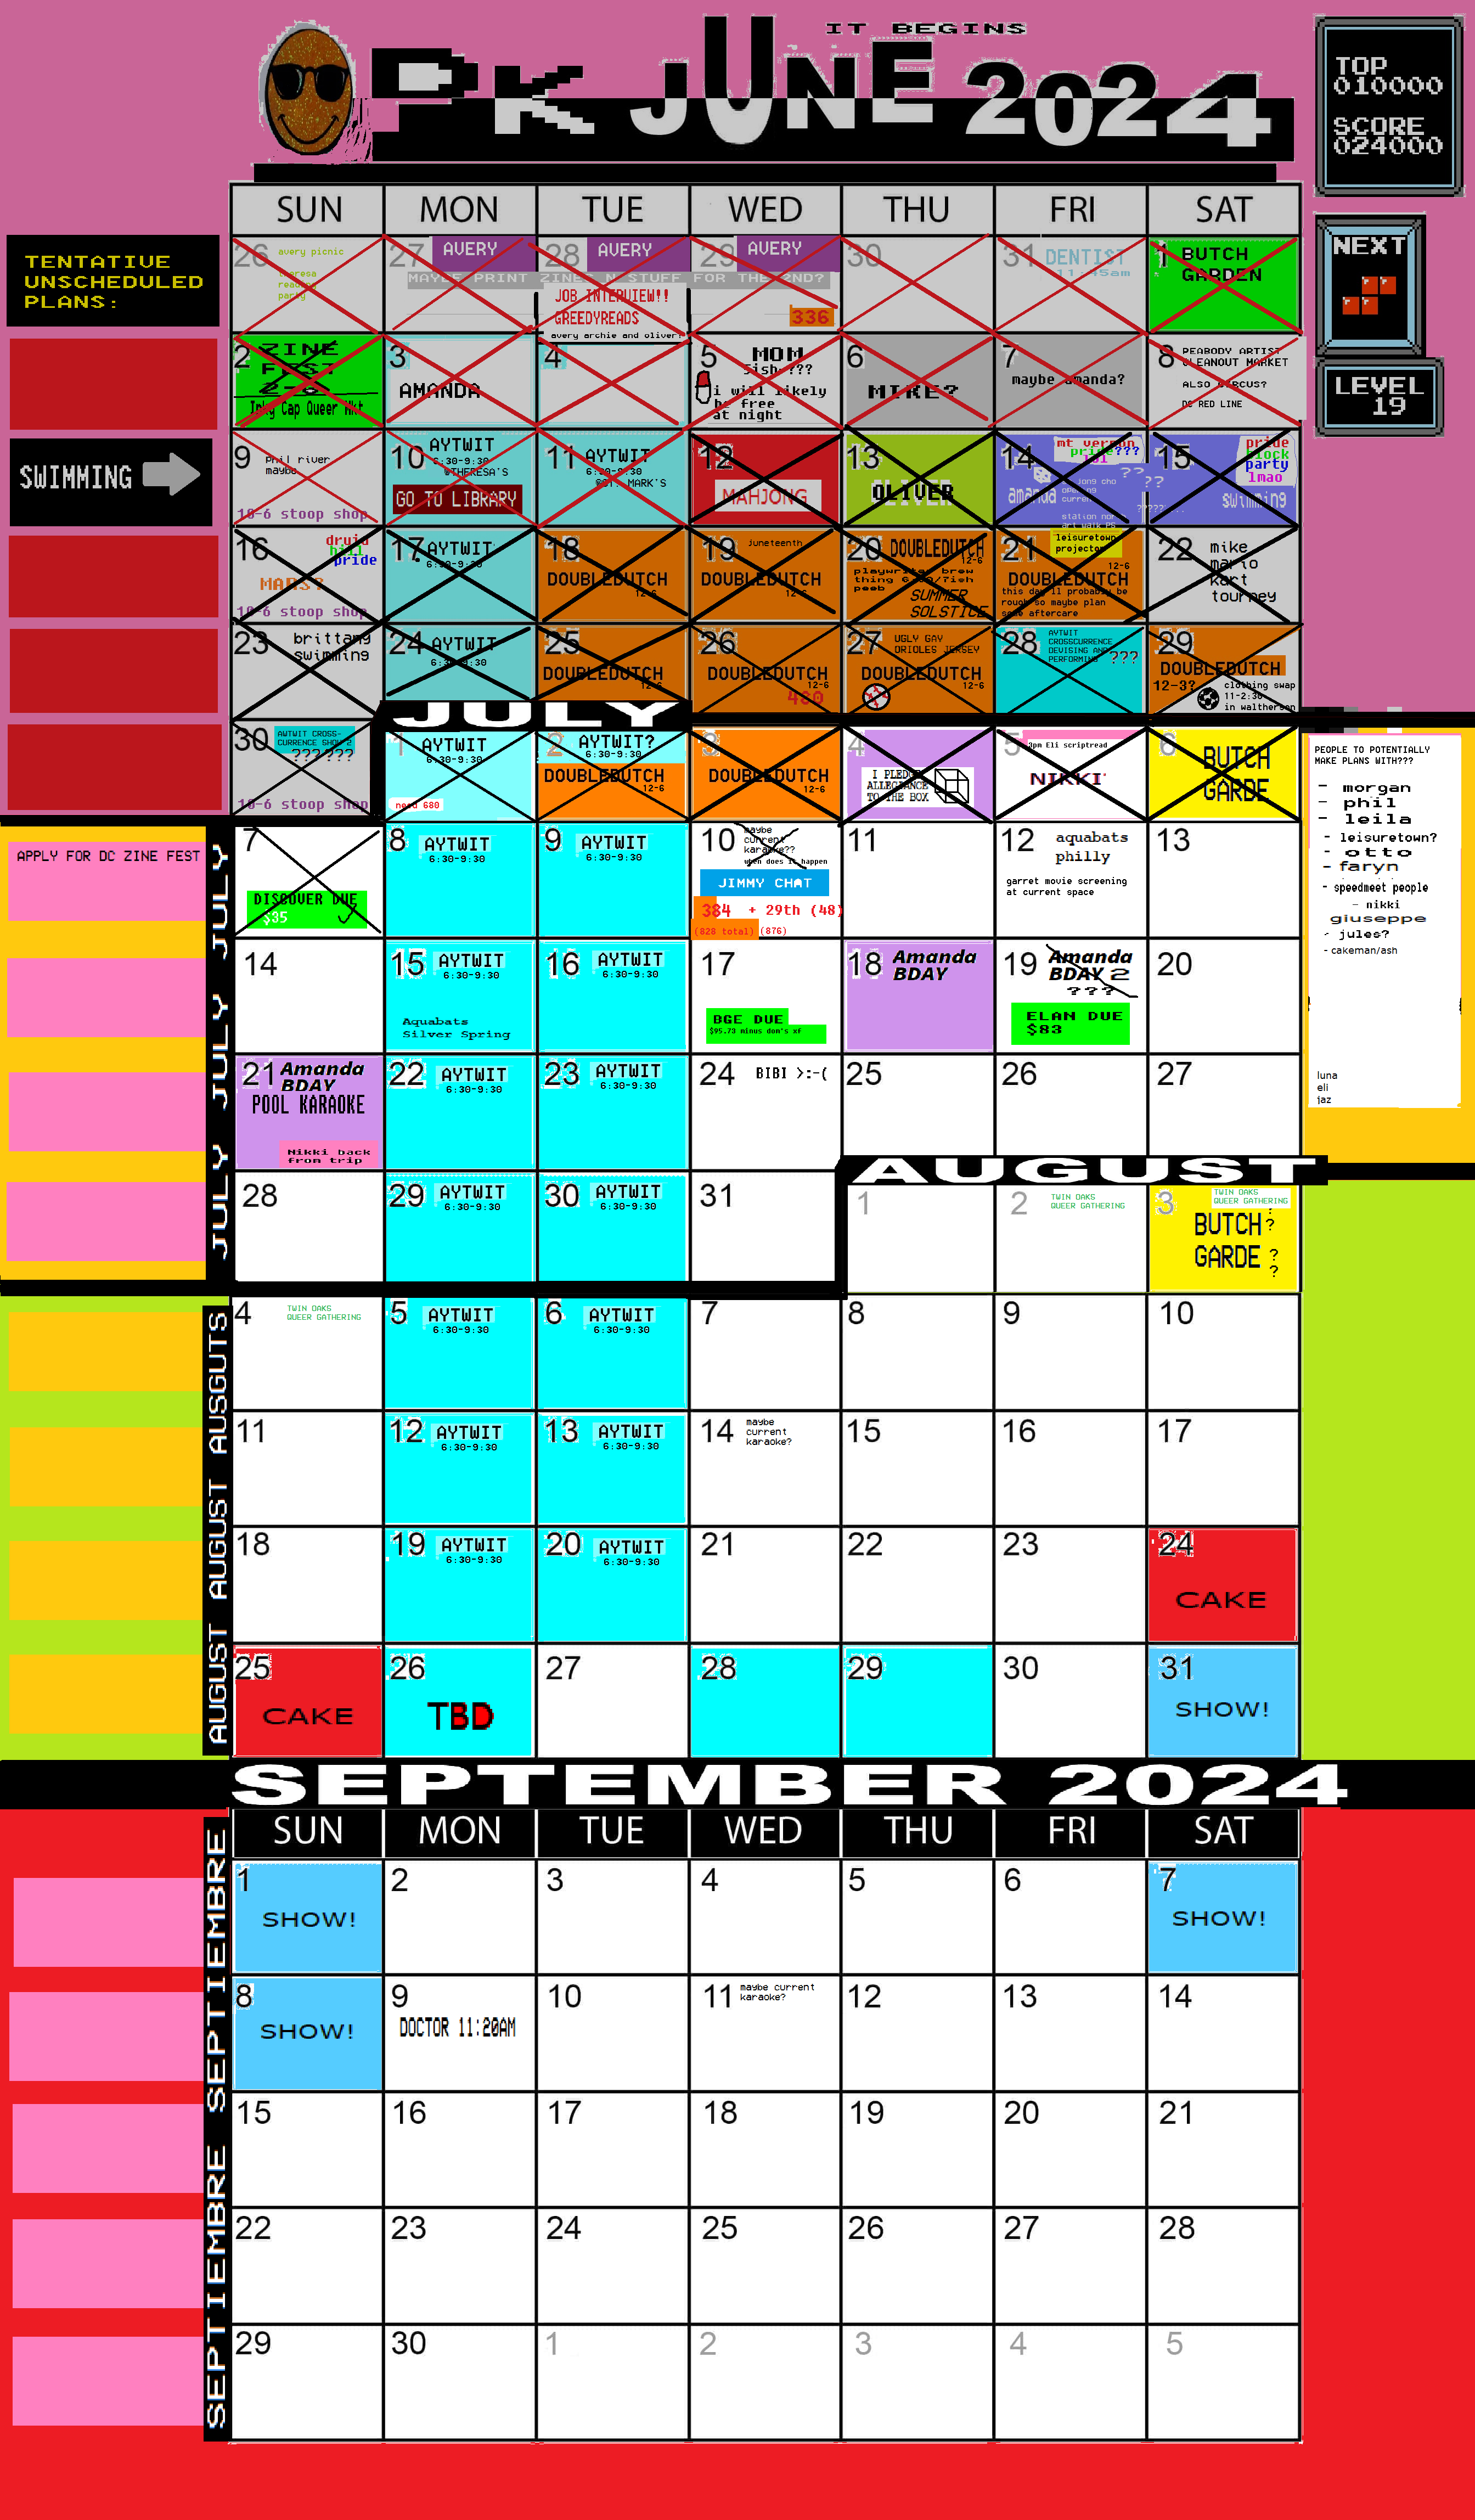 IT BEGINS
PK JUNE 2024
TOP
010000
SCORE
024000
NEXT
LEVEL
19
TENTATIVE
UNSCHEDULED
PLANS:
SWIMMING
SUN MON TUE WED THU FRI SAT
26 avery picnic
27 AVERY
28 AVERY
29 AVERY
MAYBE PRINT ZINES N STUFF FOR THE 2ND?
JOB INTERVIEW!!
GREEDYREADS
avery archie and oliver?
336
30
31 DENTIST
11:45am
1 BUTCH
GARDEN
2 ZINE
FEST
2-8
Inky Cap Queer Mkt
3
AMANDA
4
5 MOM
5ish-???
i will likely
be free
at night
6
MIKE?
7
maybe amanda?
8 PEABODY ARTIST
CLEANOUT MARKET
ALSO CIRCUS?
DC RED LINE
9 phil river
maybe
10-6 stoop shop
10 AYTWIT
6:30-9:30
@THERESA'S
GO TO LIBRARY
11 AYTWIT
6:30-9:30
@ST. MARK'S
12
MAHJONG
13
OLIVER
14 mt vernon
pride???
lol
amanda
jong cho
opening
current
station nor
art walk PS
??
??
15 pride
block
party
lmao
swimming
16 druid
hill
pride
MARS?
10-6 stoop shop
17 AYTWIT
6:30-9:30
18
DOUBLEDUTCH
12-6
19 Juneteenth
DOUBLEDUTCH
12-6
20 DOUBLEDUTCH
12-6
playwrites brew
thing 6:30/7ish
peeb
SUMMER
SOLSTICE
21 leisuretown
projector
12-6
DOUBLEDUTCH
this day ll probably be
rough so maybe plan
some aftercare
22 mike
mario
kart
tourney
23 brittany
swimming
24 AYTWIT
6:30-9:30
25
DOUBLEDUTCH
12-6
26
DOUBLEDUTCH
12-6
480
27 UGLY GAY
ORIOLES JERSEY
DOUBLEDUTCH
12-6
28 AYTWIT
CROSSCURRENCE
DEVISING AND
PERFORMING ???
29
DOUBLEDUTCH
12-3?
clothing swap
11-2:30
in waltherson
JULY
30 AWTWIT CROSS-
CURRENCE SHOW 2
??????
10-6 stoop shop
1 AYTWIT
6:30-9:30
need 680
2 AYTWIT?
6:30-9:30
DOUBLEDUTCH
12-6
3
DOUBLEDUTCH
12-6
4
I PLEDGE
ALLEGIANCE
TO THE BOX
5 3pm Eli scriptread
NIKKI
6 BUTCH
GARDE
PEOPLE TO POTENTIALLY
MAKE PLANS WITH???
- morgan
- phil
- leila
- leisuretown?
- otto
- faryn
- speedmeet people
- nikki
giuseppe
- jules?
- cakeman/ash
luna
eli
jaz
APPLY FOR DC ZINE FEST
JULY JULY JULY JULY
7
DISCOVER DUE
$35
8 AYTWIT
6:30-9:30
9 AYTWIT
6:30-9:30
10 maybe
current
karaoke??
when does it happen
JIMMY CHAT
384 + 29th (48)
(828 total) (876)
11
12 aquabats
philly
garret movie screening
at current space
13
14
15 AYTWIT
6:30-9:30
Aquabats
Silver Spring
16 AYTWIT
6:30-9:30
17
BGE DUE
$95.73 minus dom's xf
18 Amanda
BDAY
19 Amanda
BDAY 2
???
ELAN DUE
$83
20
21 Amanda
BDAY
POOL KARAOKE
Nikki back
from trip
22 AYTWIT
6:30-9:30
23 AYTWIT
6:30-9:30
24 BIBI >:-(
25
26
27
AUGUST
28
29 AYTWIT
6:30-9:30
30 AYTWIT
6:30-9:30
31
1
2 TWIN OAKS
QUEER GATHERING
3 TWIN OAKS
QUEER GATHERING
BUTCH ?
GARDE ?
?
AUGUST AUGUST AUSGUTS
4 TWIN OAKS
QUEER GATHERING
5 AYTWIT
6:30-9:30
6 AYTWIT
6:30-9:30
7
8
9
10
11
12 AYTWIT
6:30-9:30
13 AYTWIT
6:30-9:30
14 maybe
current
karaoke?
15
16
17
18
19 AYTWIT
6:30-9:30
20 AYTWIT
6:30-9:30
21
22
23
24
CAKE
25
CAKE
26
TBD
27
28
29
30
31
SHOW!
SEPTEMBER 2024
SUN MON TUE WED THU FRI SAT
SEPTIEMBRE SEPTIEMBRE
1
SHOW!
2
3
4
5
6
7
SHOW!
8
SHOW!
9
DOCTOR 11:20AM
10
11 maybe current
karaoke?
12
13
14
15
16
17
18
19
20
21
22
23
24
25
26
27
28
29
30
1
2
3
4
5